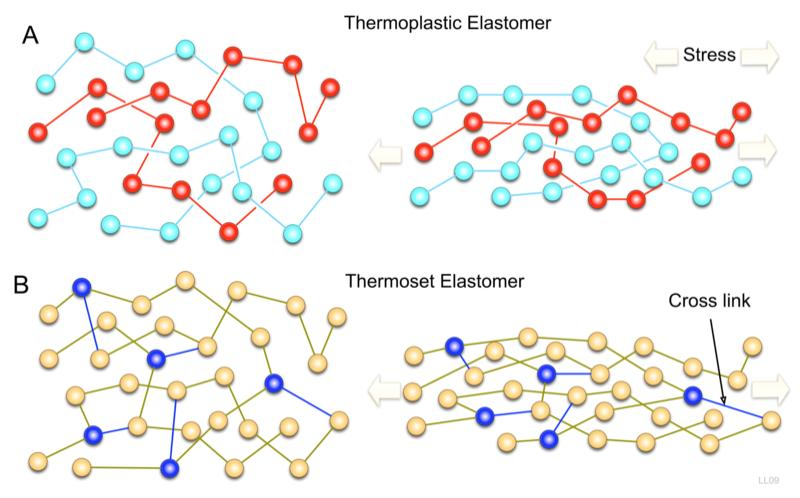 A
Thermoplastic Elastomer
Stress
B
Thermoset Elastomer
Cross link
LL09